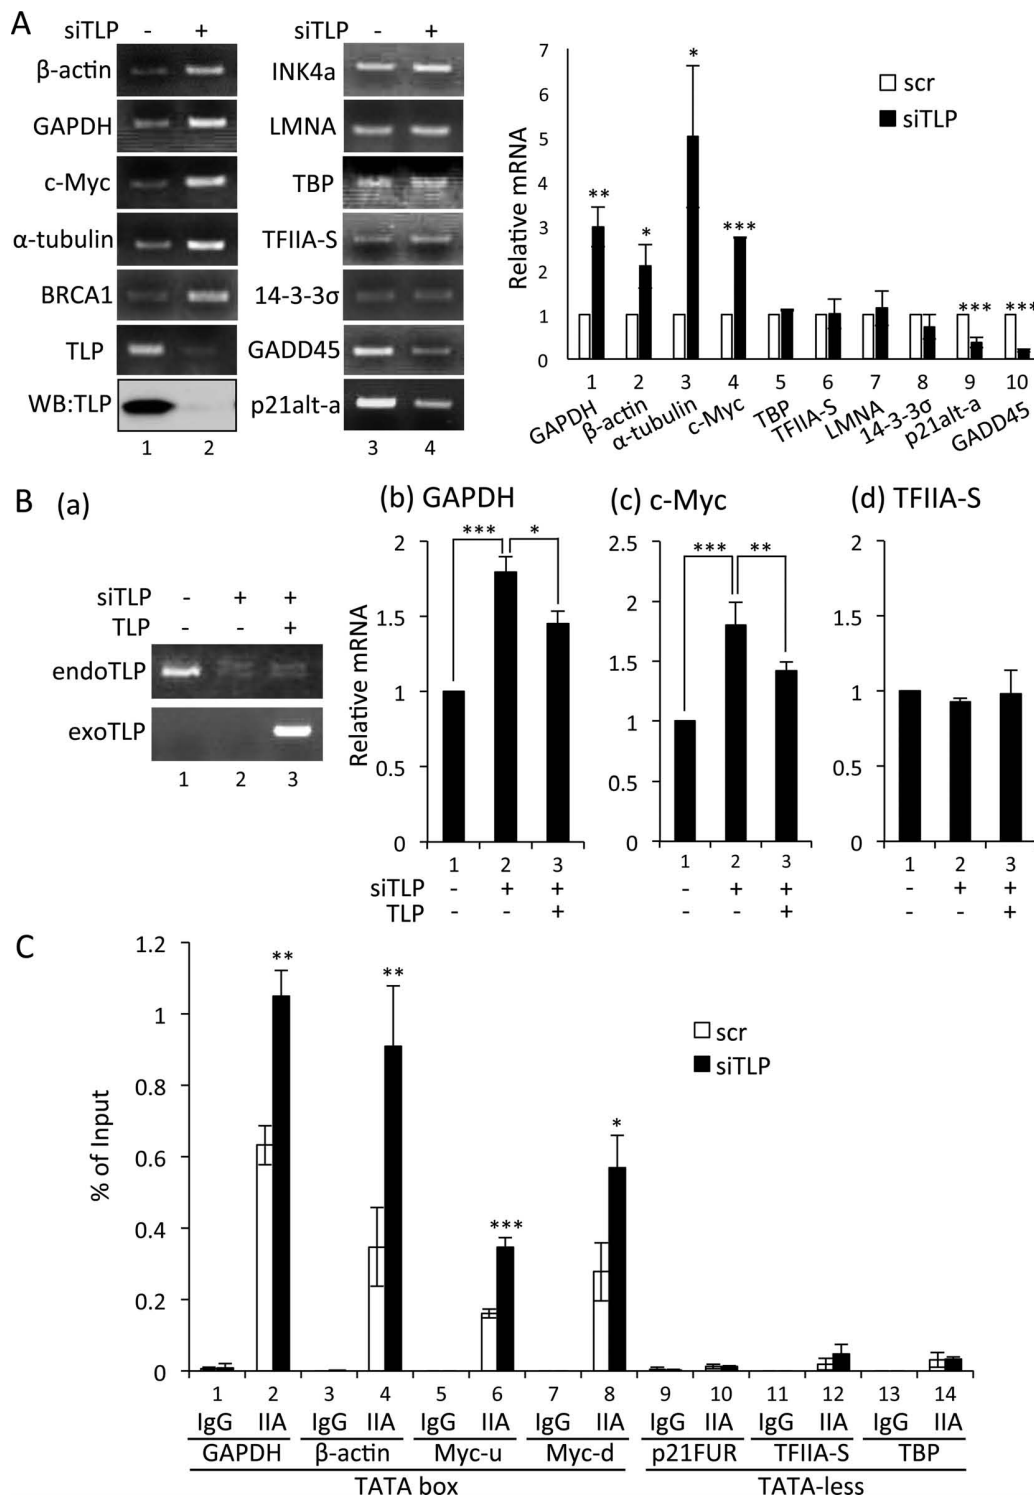 A
siTLP - +
β-actin
GAPDH
c-Myc
α-tubulin
BRCA1
TLP
WB:TLP
1 2
siTLP - +
INK4a
LMNA
TBP
TFIIA-S
14-3-3σ
GADD45
p21alt-a
3 4
Relative mRNA
7
6
5
4
3
2
1
0
scr
siTLP
** * * *** *** ***
1 2 3 4 5 6 7 8 9 10
GAPDH β-actin α-tubulin c-Myc TBP TFIIA-S LMNA 14-3-3σ p21alt-a GADD45
B (a)
siTLP - + +
TLP - - +
endoTLP
exoTLP
1 2 3
(b) GAPDH
Relative mRNA
2
1.5
1
0.5
0
*** *
1 2 3
siTLP - + +
TLP - - +
(c) c-Myc
2.5
2
1.5
1
0.5
0
*** **
1 2 3
- + +
- - +
(d) TFIIA-S
2
1.5
1
0.5
0
1 2 3
- + +
- - +
C
% of Input
1.2
1
0.8
0.6
0.4
0.2
0
** ** *** *
scr
siTLP
1 2 3 4 5 6 7 8 9 10 11 12 13 14
IgG IIA IgG IIA IgG IIA IgG IIA IgG IIA IgG IIA IgG IIA
GAPDH β-actin Myc-u Myc-d p21FUR TFIIA-S TBP
TATA box TATA-less